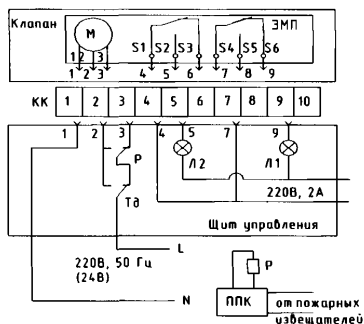 Клапан
ЭМП
М
S1 S2 S3 S4 S5 S6
1 2 3
1 2 3 4 5 6 7 8 9
КК 1 2 3 4 5 6 7 8 9 10
1 2 3 4 5 7 9
Р
Л2 Л1
Тд
220В, 2А
Щит управления
L
220В, 50 Гц
(24В)
N
Р
ППК
от пожарных
извещателей